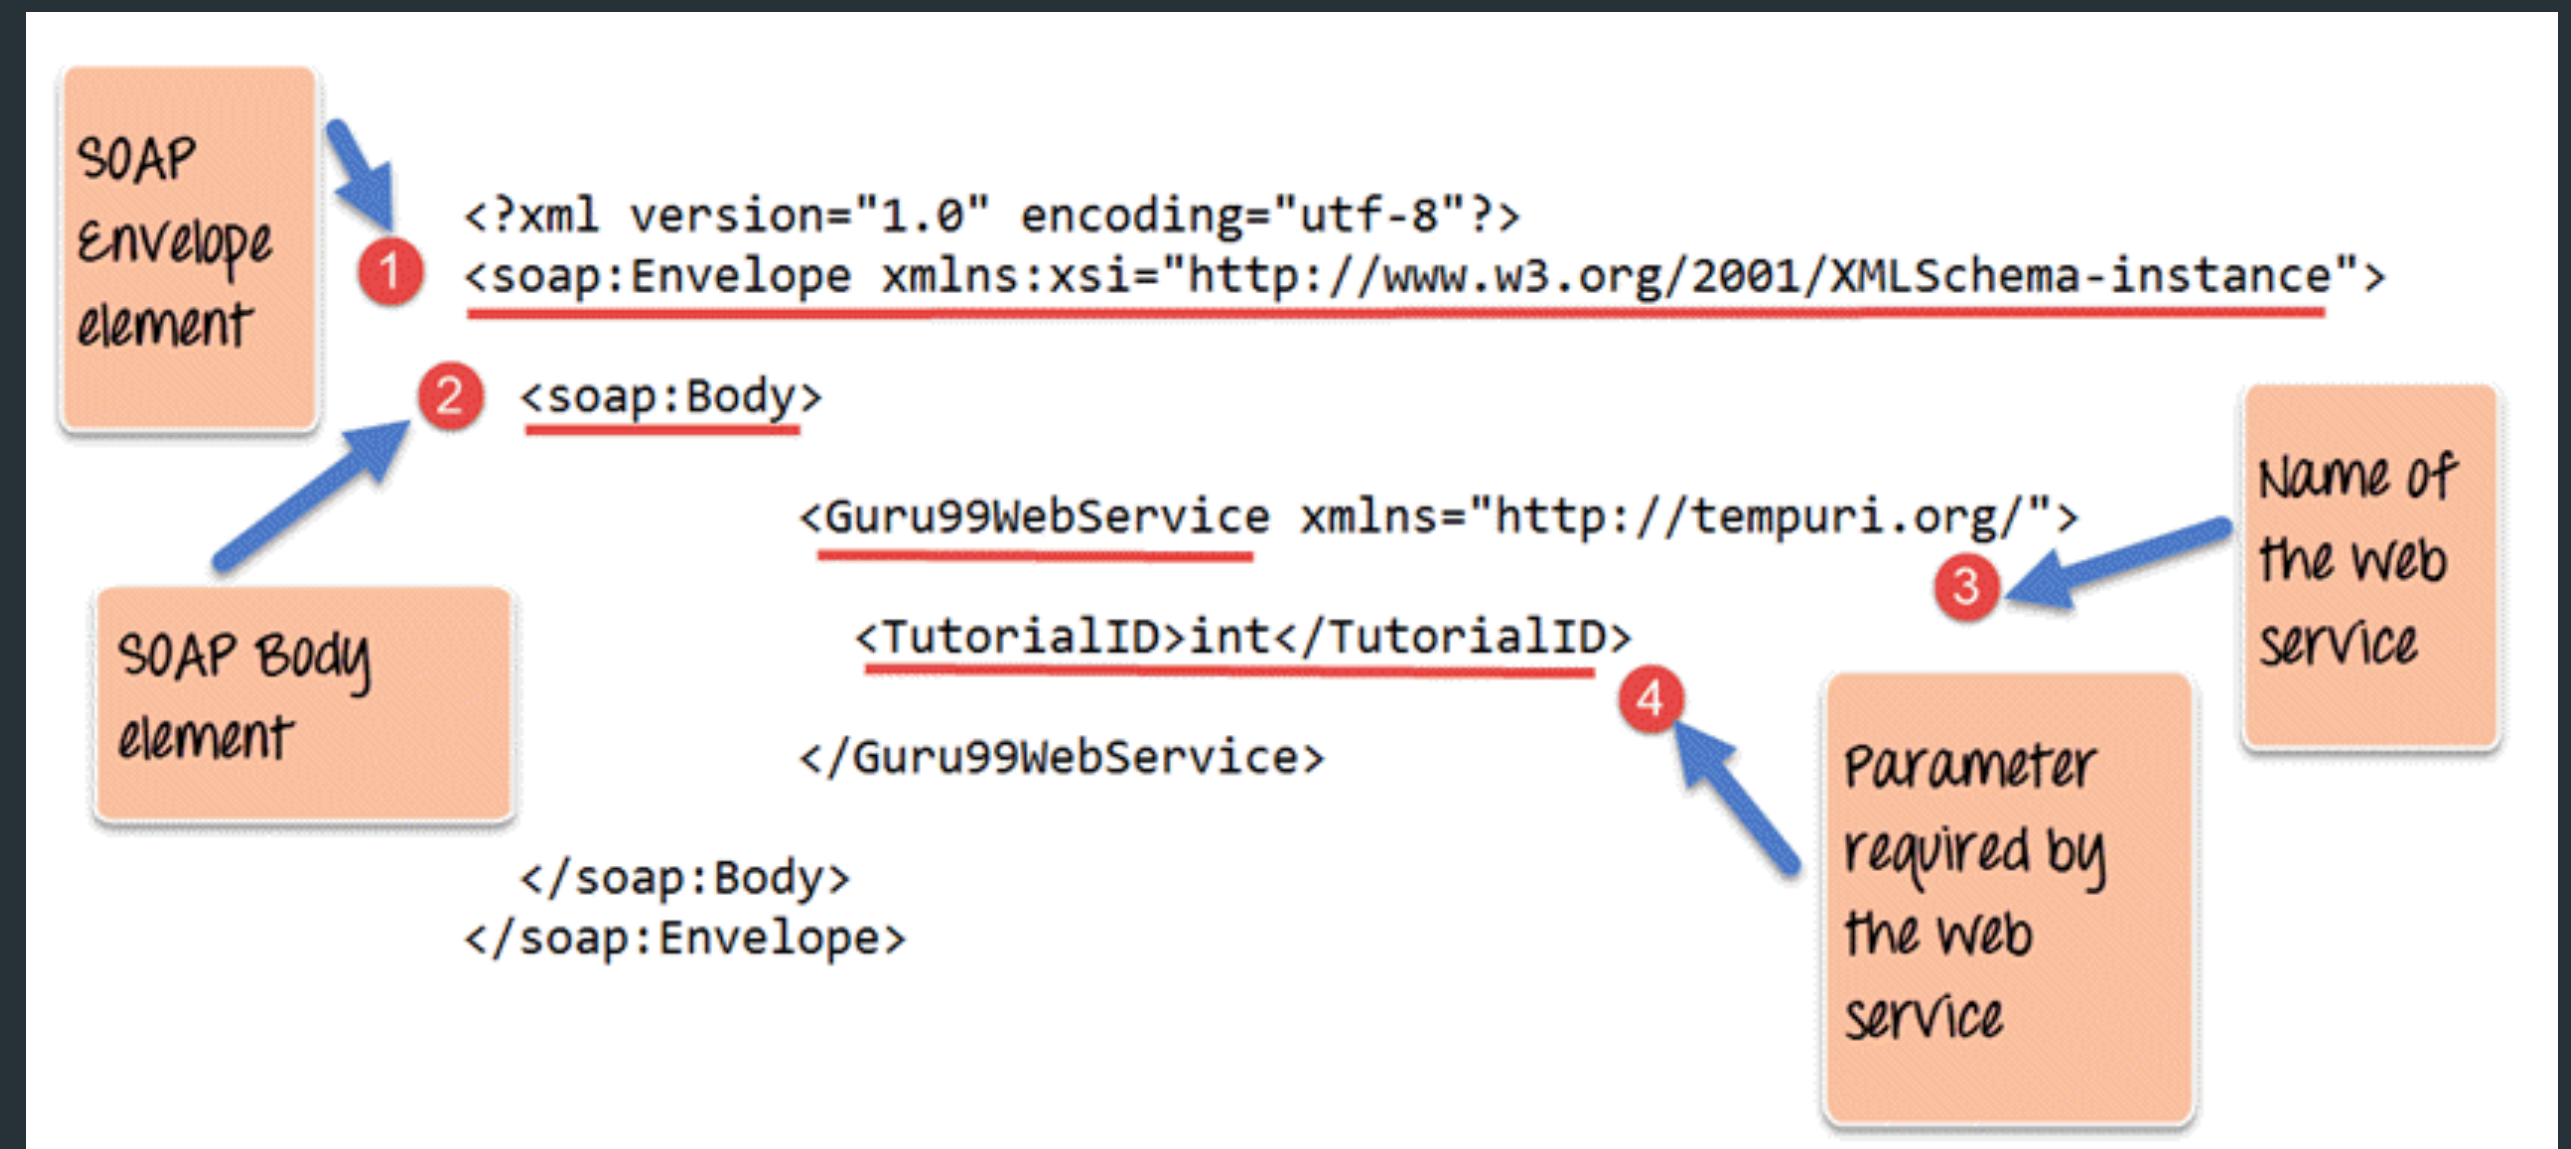 SOAP
Envelope
element
<?xml version="1.0" encoding="utf-8"?>
1
<soap:Envelope xmlns:xsi="http://www.w3.org/2001/XMLSchema-instance">
2
<soap:Body>
Name of
the web
service
<Guru99WebService xmlns="http://tempuri.org/">
3
SOAP Body
element
<TutorialID>int</TutorialID>
4
Parameter
required by
the web
service
</Guru99WebService>
</soap:Body>
</soap:Envelope>